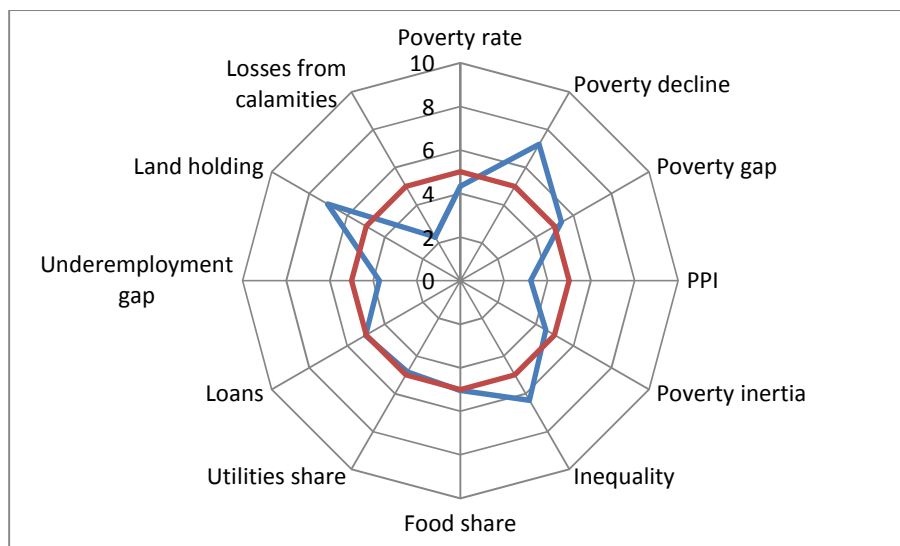 Poverty rate
10
Losses from
calamities
Poverty decline
8
6
Land holding
Poverty gap
4
2
Underemployment
gap
0
PPI
Loans
Poverty inertia
Utilities share
Inequality
Food share